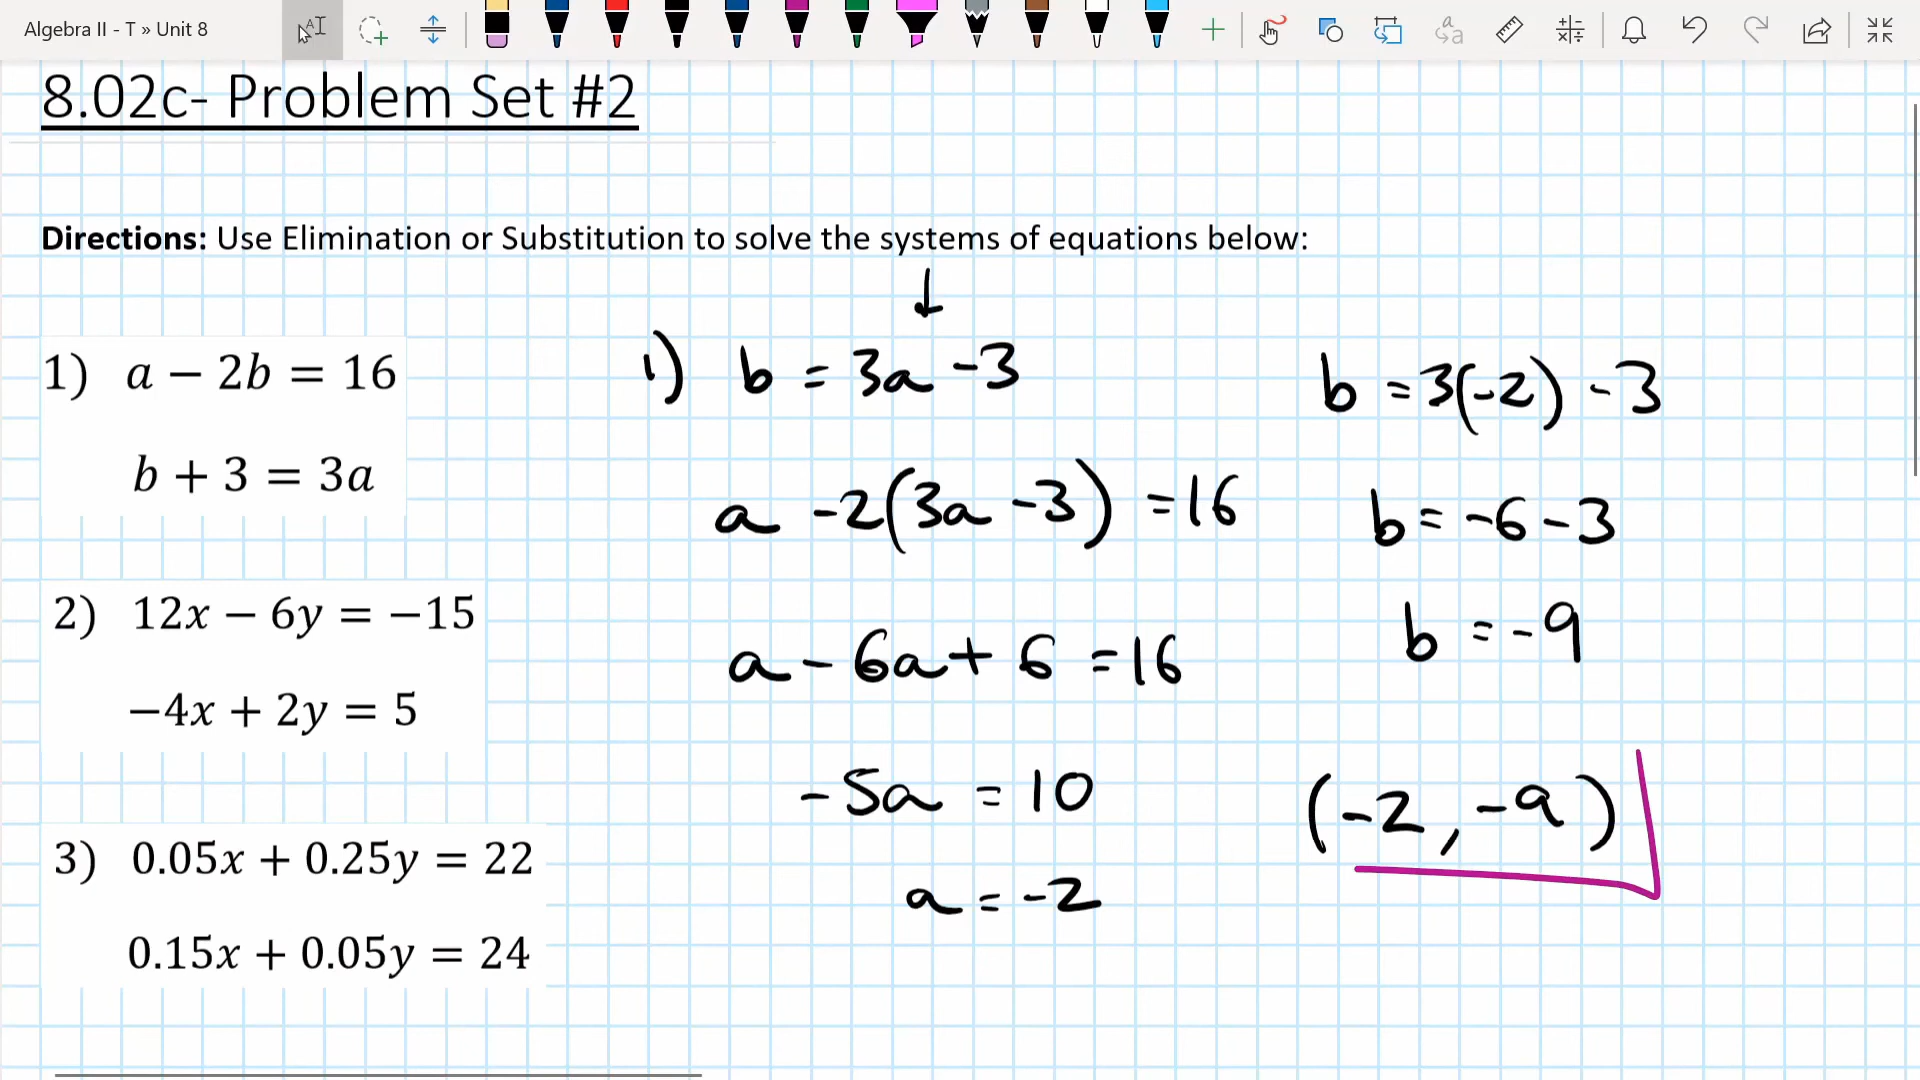 Algebra II - T » Unit 8
8.02c- Problem Set #2
Directions: Use Elimination or Substitution to solve the systems of equations below:
1) a − 2b = 16
b + 3 = 3a
2) 12x − 6y = −15
−4x + 2y = 5
3) 0.05x + 0.25y = 22
0.15x + 0.05y = 24
1) b = 3a - 3
a - 2(3a - 3) = 16
a - 6a + 6 = 16
-5a = 10
a = -2
b = 3(-2) - 3
b = -6 - 3
b = -9
(-2, -9)